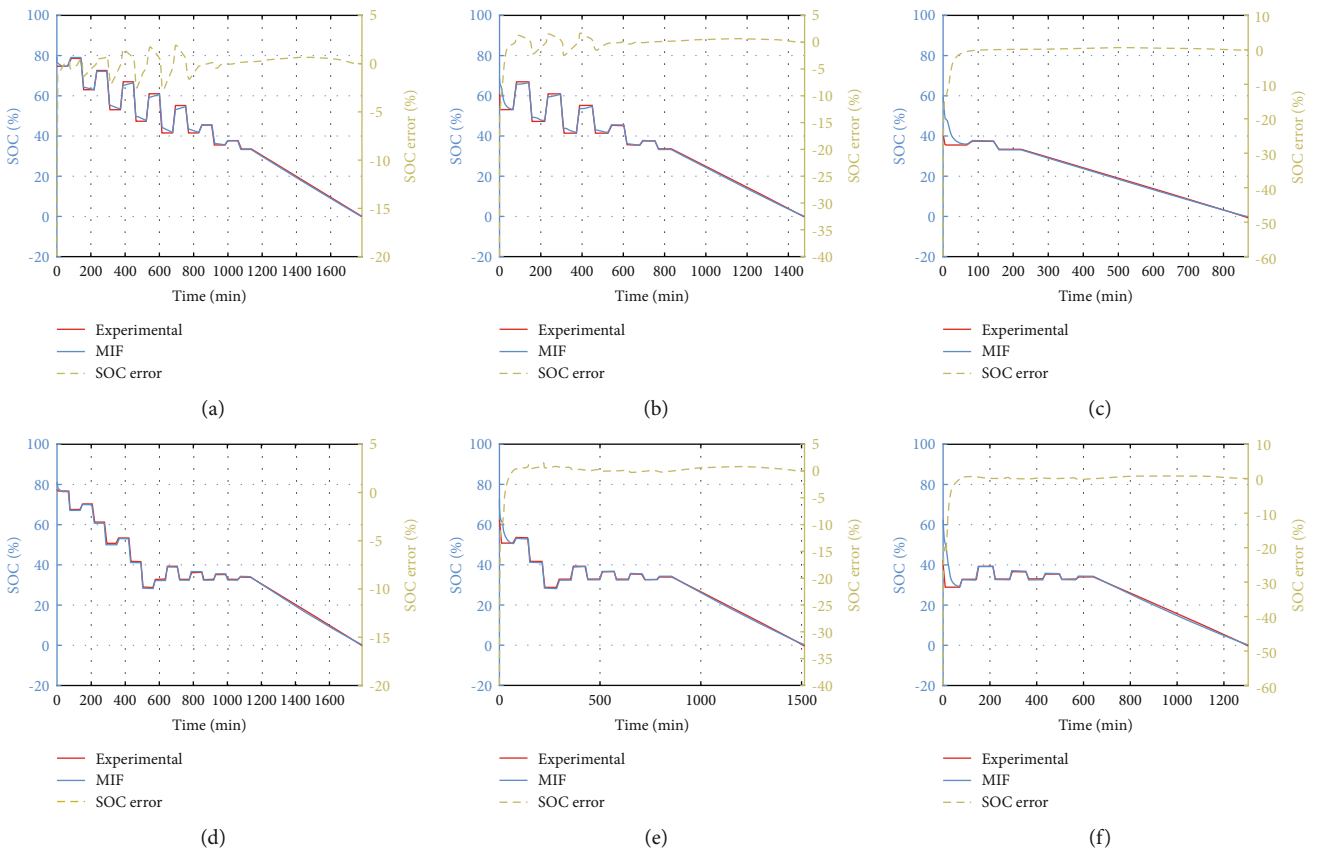 100 80 60 40 20 0 -20
SOC (%)
5 0 -5 -10 -15 -20
SOC error (%)
0 200 400 600 800 1000 1200 1400 1600
Time (min)
Experimental
MIF
SOC error
(a)
100 80 60 40 20 0 -20
SOC (%)
5 0 -5 -10 -15 -20 -25 -30 -35 -40
SOC error (%)
0 200 400 600 800 1000 1200 1400
Time (min)
Experimental
MIF
SOC error
(b)
100 80 60 40 20 0 -20
SOC (%)
10 0 -10 -20 -30 -40 -50 -60
SOC error (%)
0 100 200 300 400 500 600 700 800
Time (min)
Experimental
MIF
SOC error
(c)
100 80 60 40 20 0 -20
SOC (%)
5 0 -5 -10 -15 -20
SOC error (%)
0 200 400 600 800 1000 1200 1400 1600
Time (min)
Experimental
MIF
SOC error
(d)
100 80 60 40 20 0 -20
SOC (%)
5 0 -5 -10 -15 -20 -25 -30 -35 -40
SOC error (%)
0 500 1000 1500
Time (min)
Experimental
MIF
SOC error
(e)
100 80 60 40 20 0 -20
SOC (%)
10 0 -10 -20 -30 -40 -50 -60
SOC error (%)
0 200 400 600 800 1000 1200
Time (min)
Experimental
MIF
SOC error
(f)